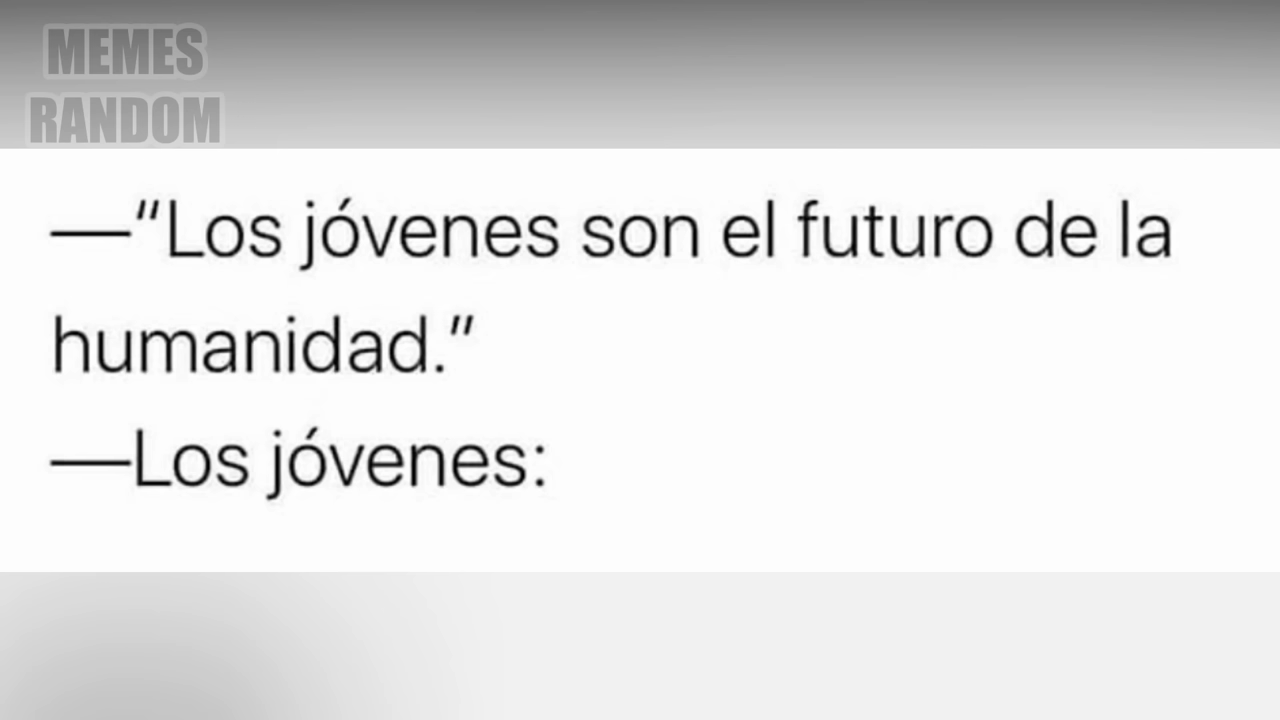 MEMES
RANDOM
—"Los jóvenes son el futuro de la
humanidad."
—Los jóvenes: